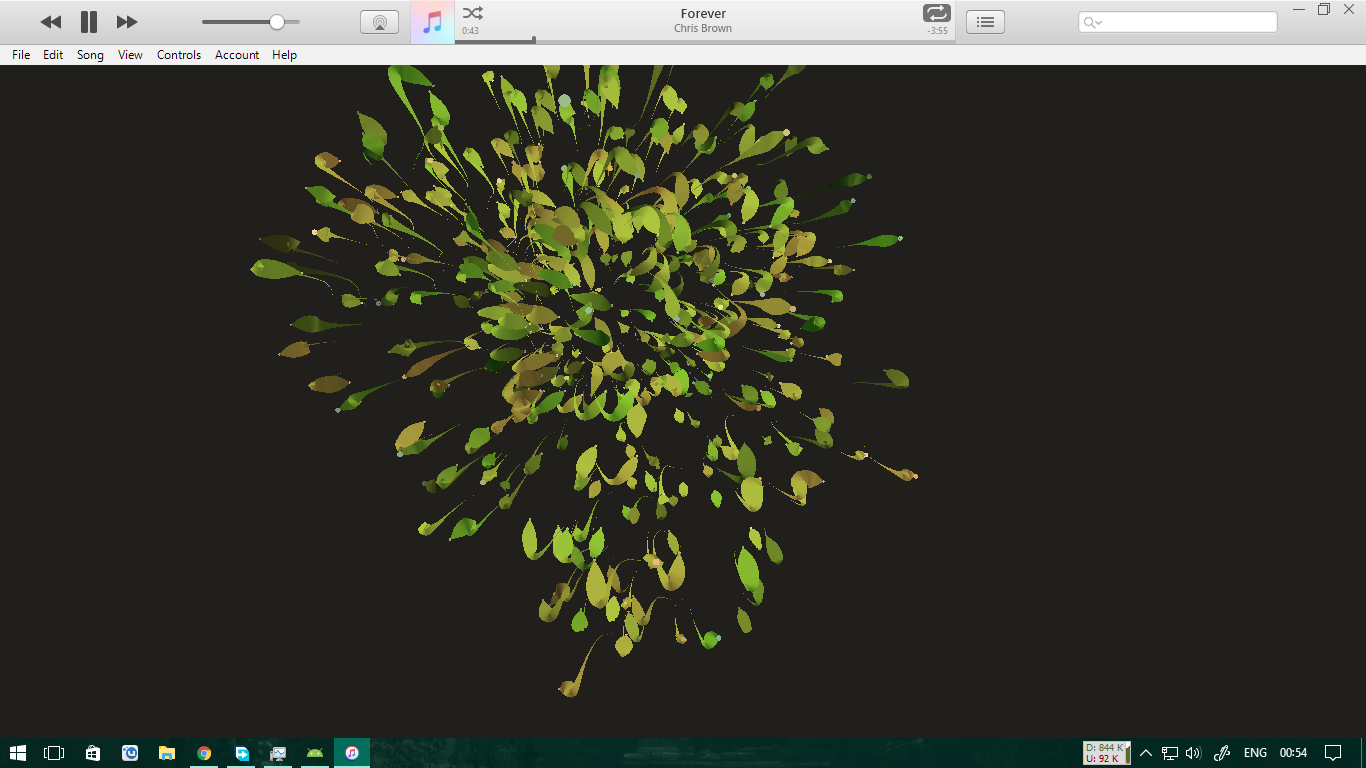 Forever
Chris Brown
0:43
-3:55
File Edit Song View Controls Account Help
D: 844 K
U: 92 K
ENG 00:54